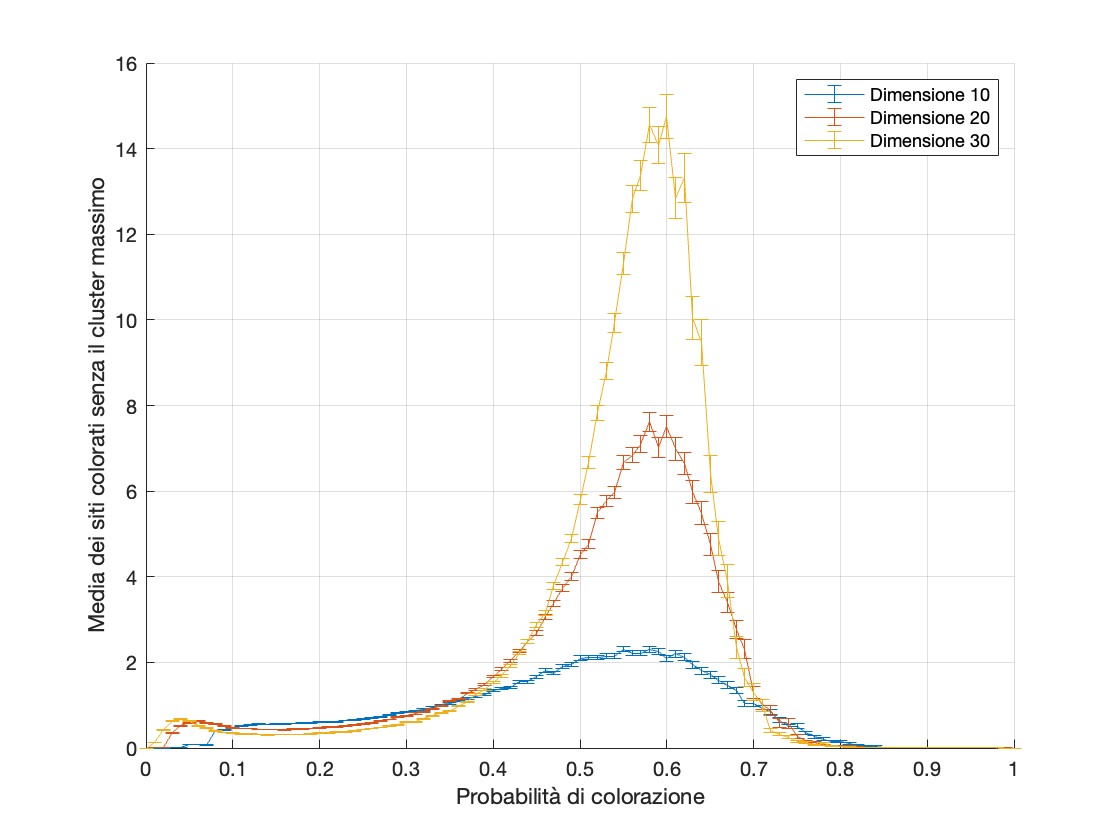 16
14
12
10
8
6
4
2
0
Media dei siti colorati senza il cluster massimo
Dimensione 10
Dimensione 20
Dimensione 30
0 0.1 0.2 0.3 0.4 0.5 0.6 0.7 0.8 0.9 1
Probabilità di colorazione